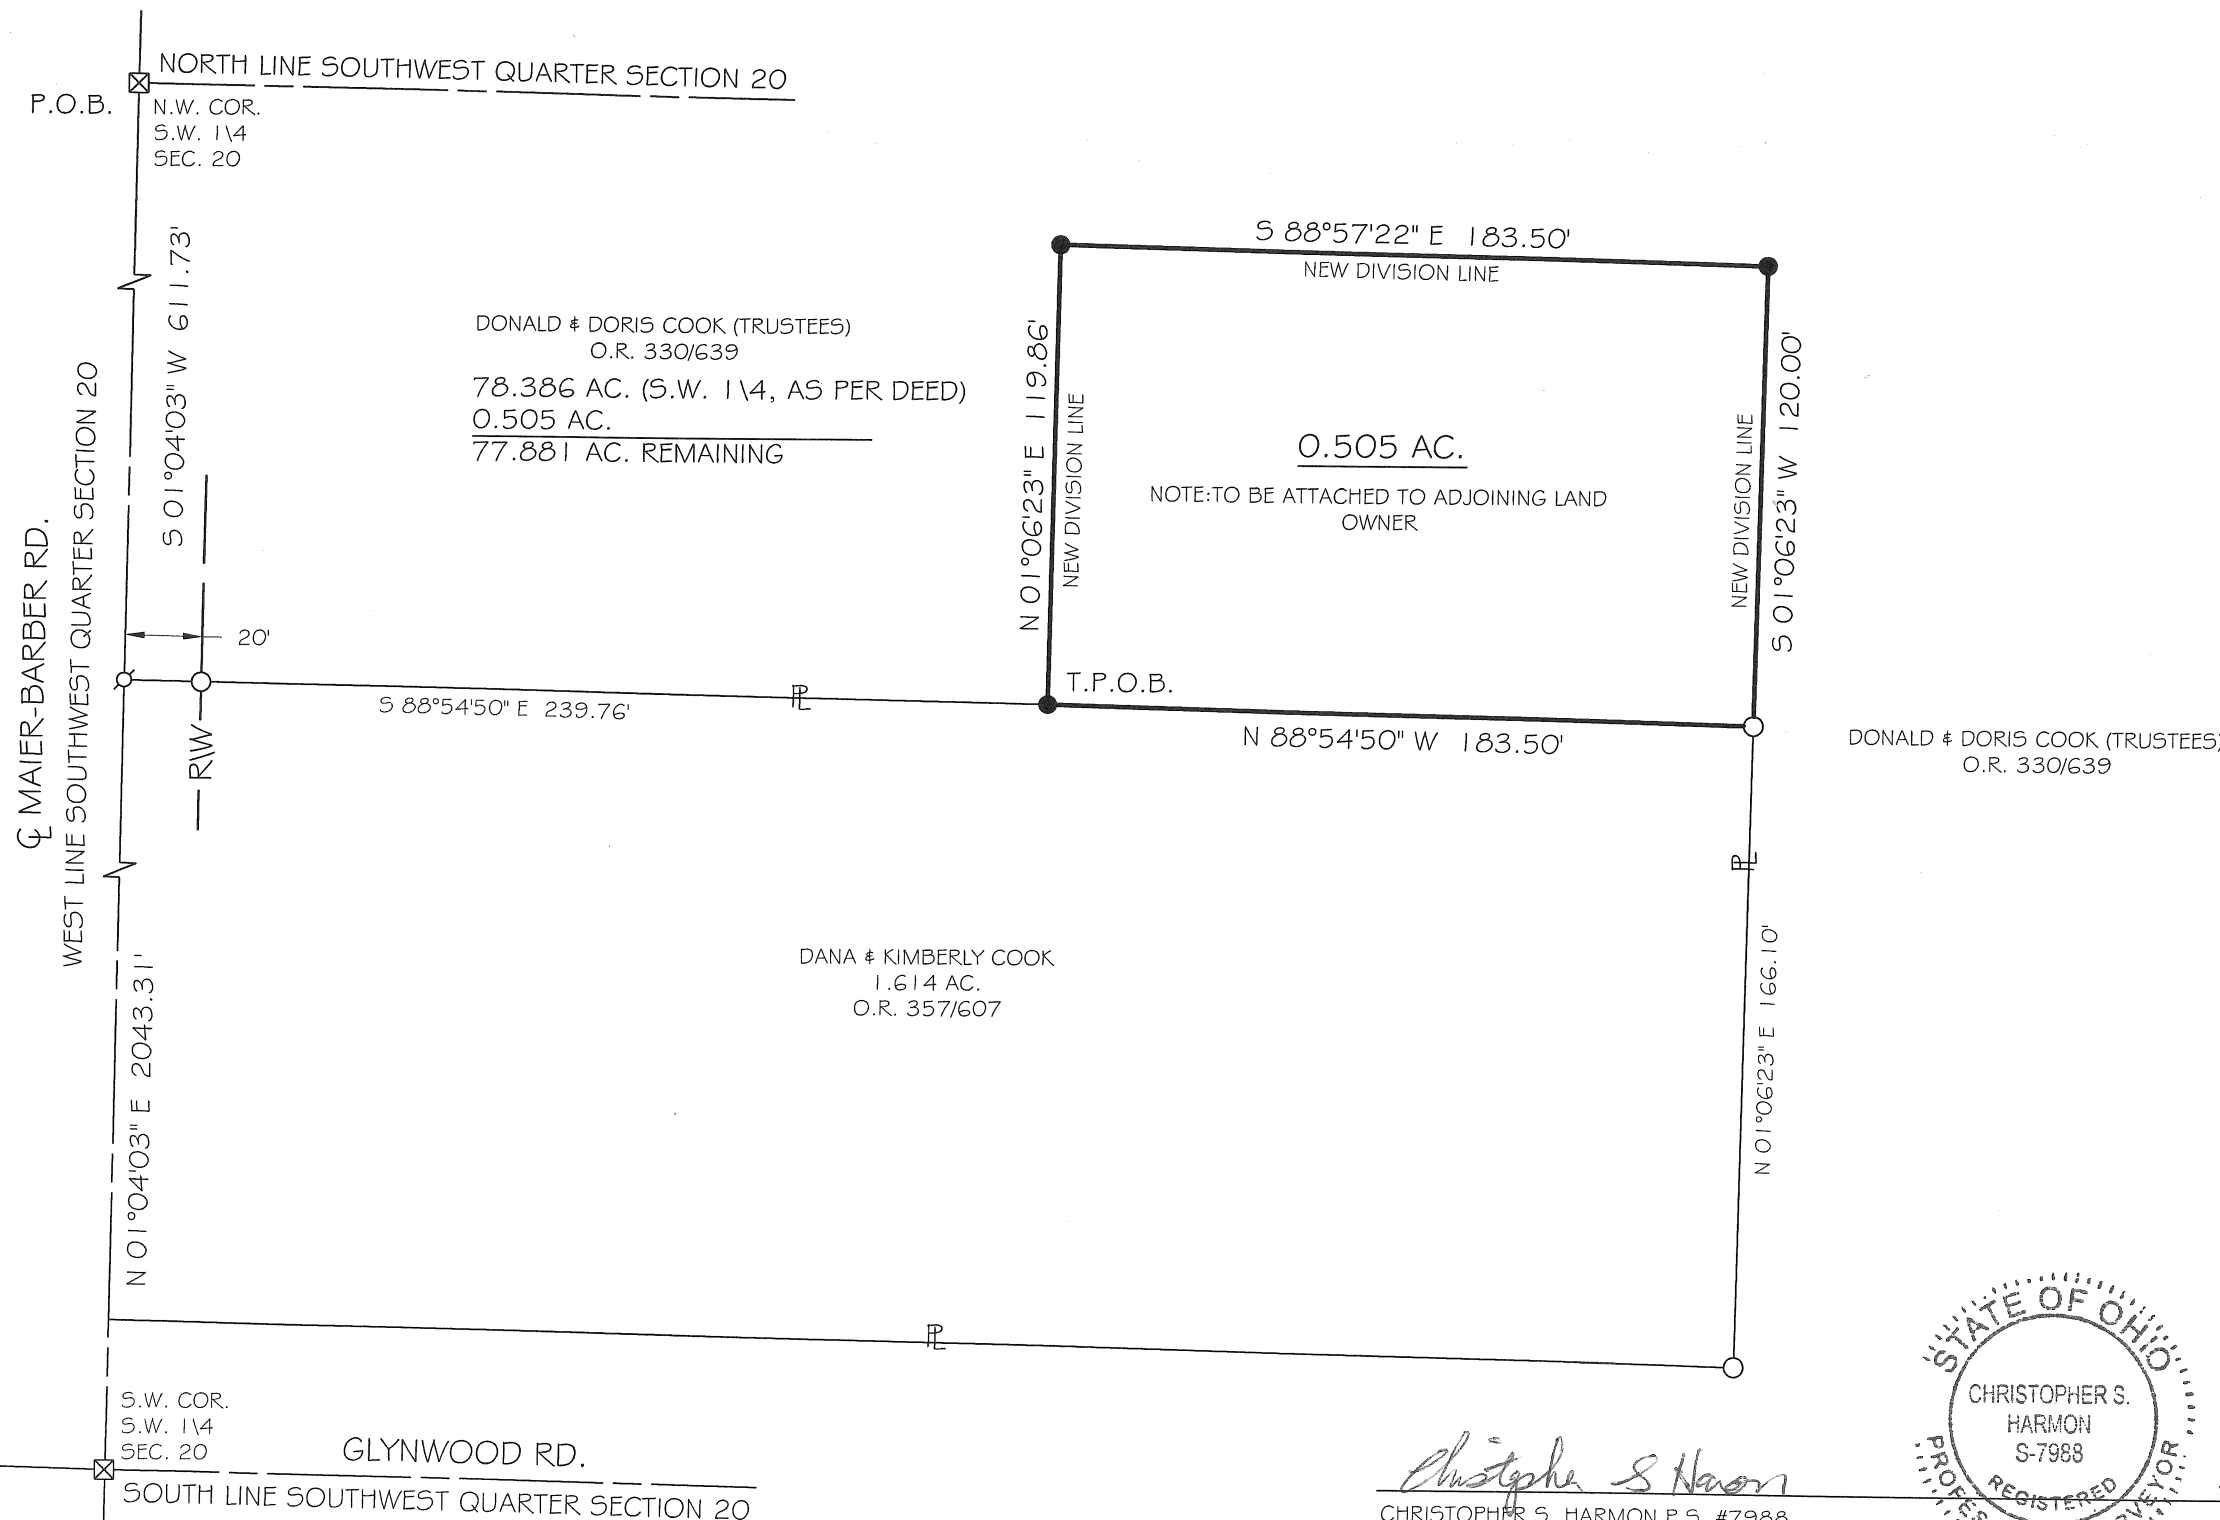 NORTH LINE SOUTHWEST QUARTER SECTION 20
P.O.B.
N.W. COR.
S.W. 1\4
SEC. 20
S 01°04'03" W 611.73'
S 88°57'22" E 183.50'
NEW DIVISION LINE
DONALD & DORIS COOK (TRUSTEES)
O.R. 330/639
78.386 AC. (S.W. 1\4, AS PER DEED)
0.505 AC.
77.881 AC. REMAINING
N 01°06'23" E 119.86'
NEW DIVISION LINE
0.505 AC.
NOTE:TO BE ATTACHED TO ADJOINING LAND
OWNER
NEW DIVISION LINE
S 01°06'23" W 120.00'
℄ MAIER-BARBER RD.
WEST LINE SOUTHWEST QUARTER SECTION 20
20'
R\W
S 88°54'50" E 239.76'
PL
T.P.O.B.
N 88°54'50" W 183.50'
DONALD & DORIS COOK (TRUSTEES)
O.R. 330/639
PL
DANA & KIMBERLY COOK
1.614 AC.
O.R. 357/607
N 01°06'23" E 166.10'
N 01°04'03" E 2043.31'
PL
S.W. COR.
S.W. 1\4
SEC. 20
GLYNWOOD RD.
SOUTH LINE SOUTHWEST QUARTER SECTION 20
STATE OF OHIO
CHRISTOPHER S.
HARMON
S-7988
REGISTERED
Christopher S Harmon
CHRISTOPHER S. HARMON P.S. #7988